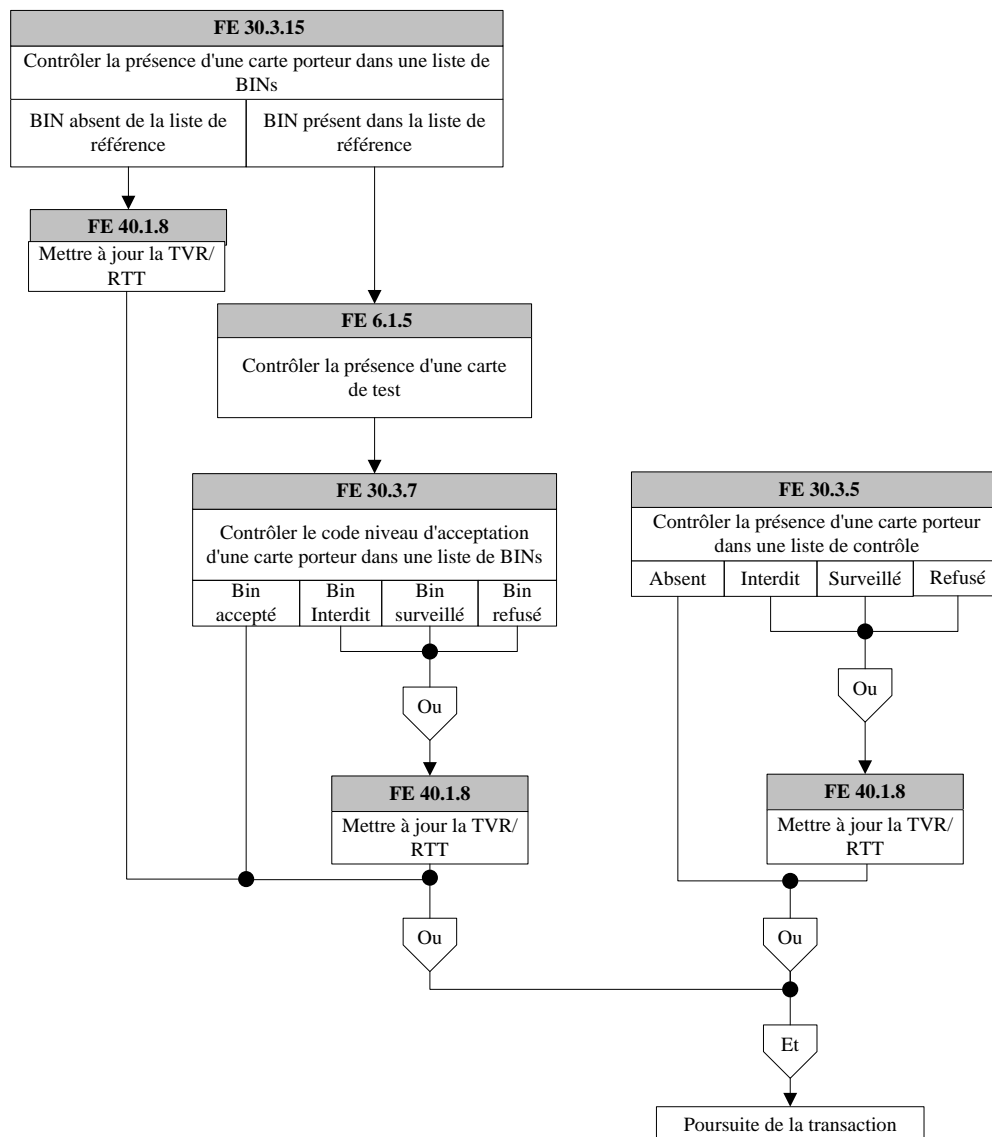 FE 30.3.15
Contrôler la présence d'une carte porteur dans une liste de
BINs
BIN absent de la liste de
référence
BIN présent dans la liste de
référence
FE 40.1.8
Mettre à jour la TVR/
RTT
FE 6.1.5
Contrôler la présence d'une carte
de test
FE 30.3.7
Contrôler le code niveau d'acceptation
d'une carte porteur dans une liste de BINs
Bin
accepté
Bin
Interdit
Bin
surveillé
Bin
refusé
Ou
FE 40.1.8
Mettre à jour la TVR/
RTT
Ou
FE 30.3.5
Contrôler la présence d'une carte porteur
dans une liste de contrôle
Absent
Interdit
Surveillé
Refusé
Ou
FE 40.1.8
Mettre à jour la TVR/
RTT
Ou
Et
Poursuite de la transaction